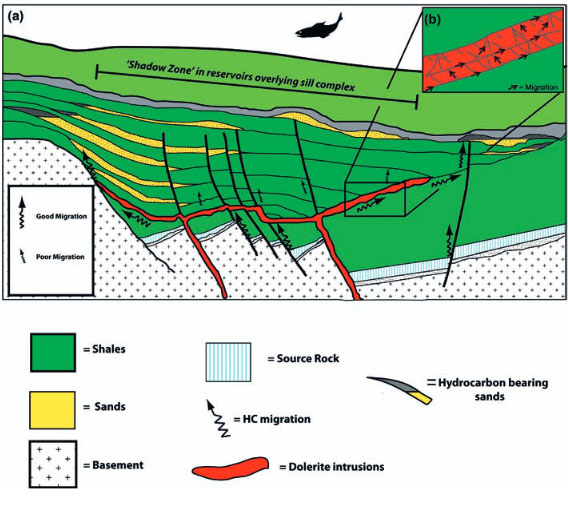 (a)
(b)
'Shadow Zone' in reservoirs overlying sill complex
= Migration
Good Migration
Poor Migration
= Shales
= Source Rock
= Hydrocarbon bearing
sands
= Sands
= HC migration
= Basement
= Dolerite intrusions